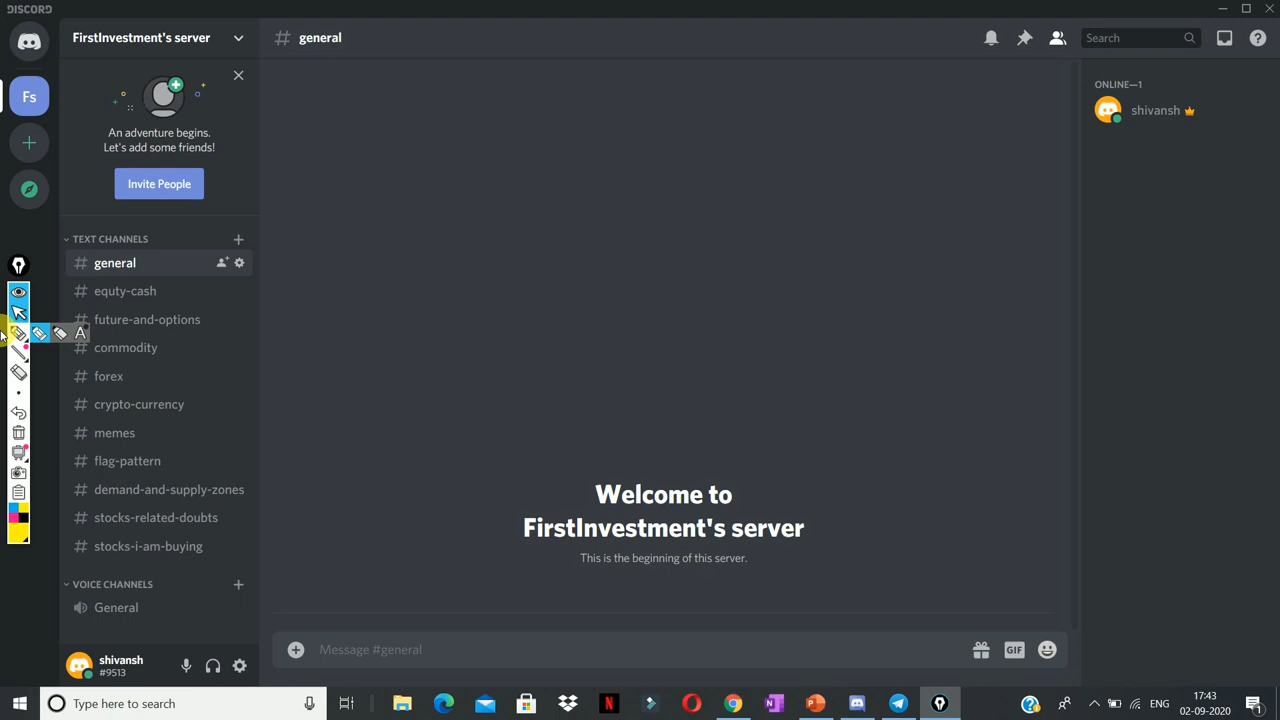 DISCORD
FirstInvestment's server
general
Search
An adventure begins.
Let's add some friends!
Invite People
ONLINE—1
shivansh
Fs
TEXT CHANNELS
general
equty-cash
future-and-options
A
commodity
forex
crypto-currency
memes
flag-pattern
demand-and-supply-zones
stocks-related-doubts
stocks-i-am-buying
VOICE CHANNELS
General
Welcome to
FirstInvestment's server
This is the beginning of this server.
Message #general
GIF
shivansh
#9513
Type here to search
ENG
17:43
02-09-2020
1